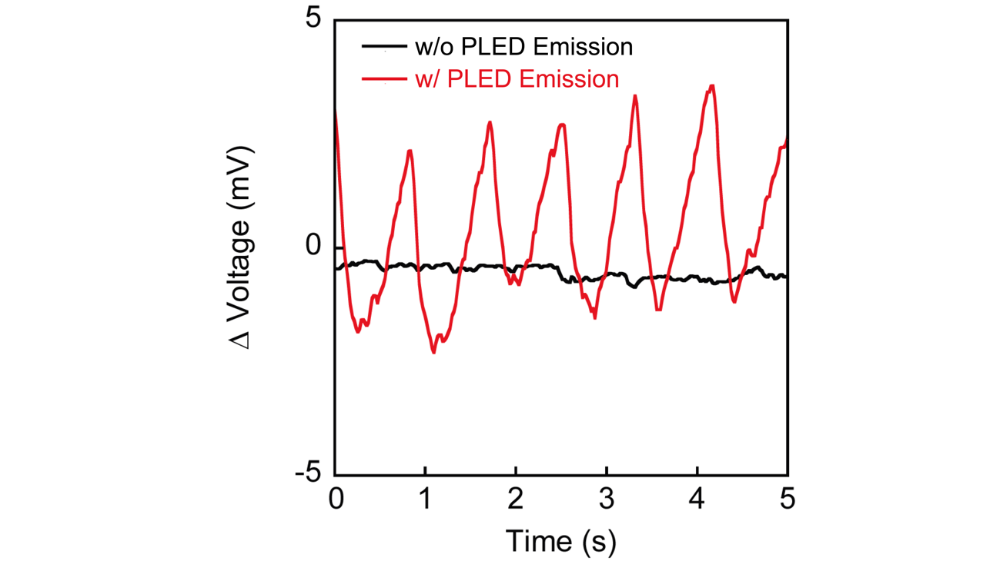 5
w/o PLED Emission
w/ PLED Emission
Δ Voltage (mV)
0
-5
0 1 2 3 4 5
Time (s)